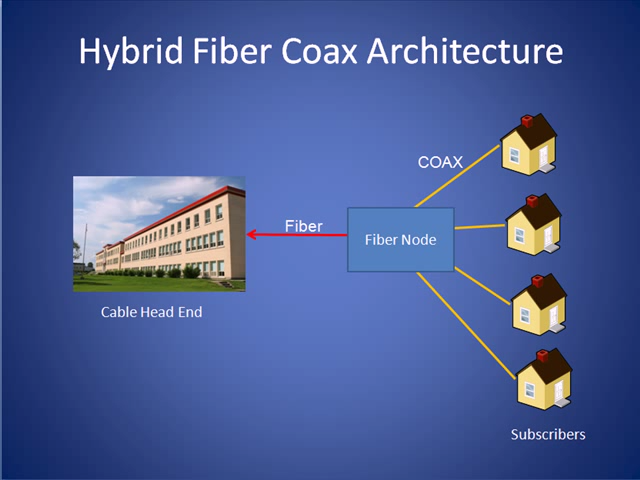 Hybrid Fiber Coax Architecture
COAX
Fiber
Fiber Node
Cable Head End
Subscribers